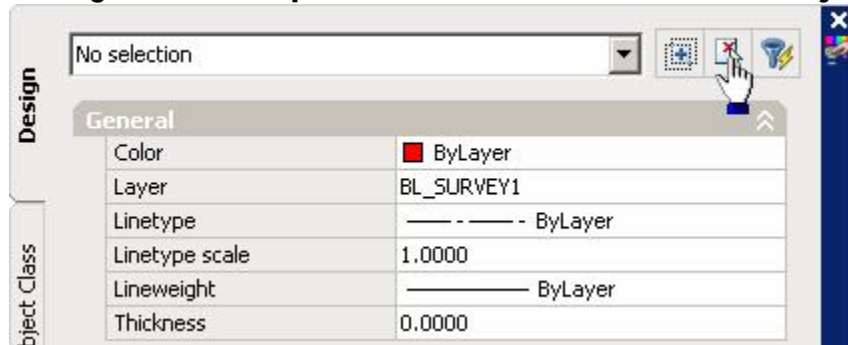 No selection
Design
General
Color ByLayer
Layer BL_SURVEY1
Linetype ByLayer
Linetype scale 1.0000
Lineweight ByLayer
Thickness 0.0000
Class